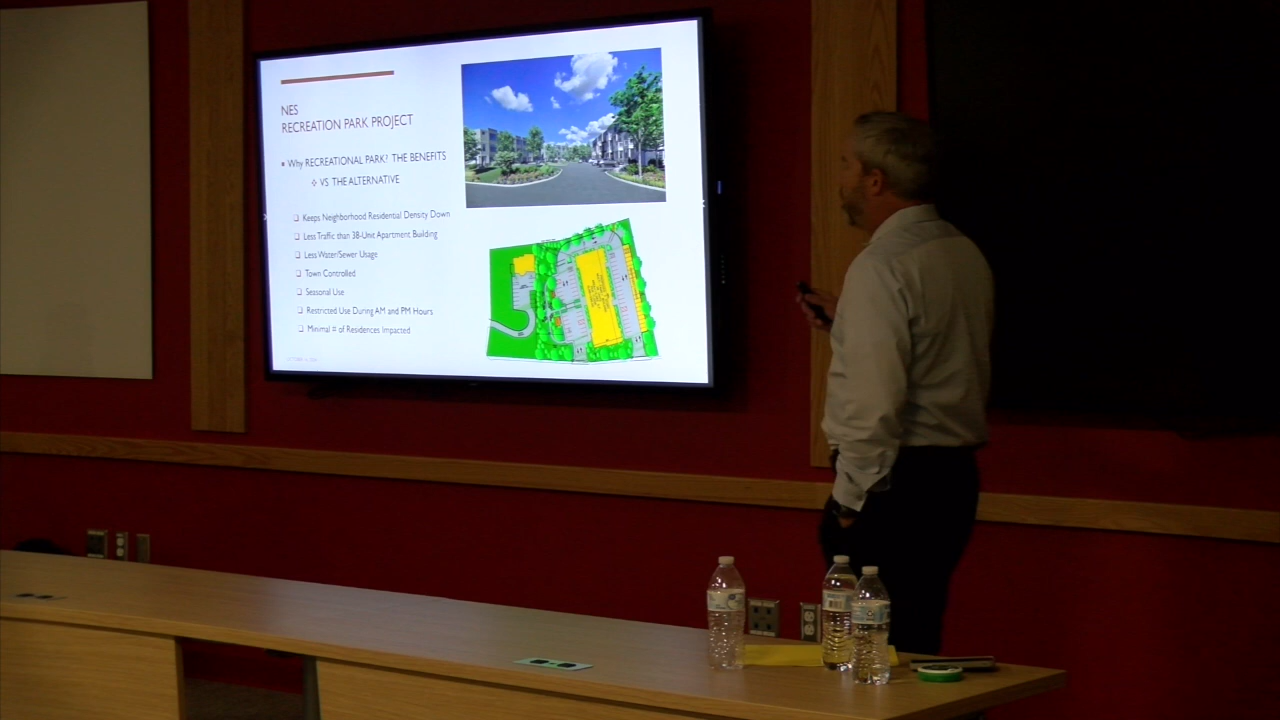 NES
RECREATION PARK PROJECT
Why RECREATIONAL PARK? THE BENEFITS
VS THE ALTERNATIVE
Keeps Neighborhood Residential Density Down
Less Traffic than 38-Unit Apartment Building
Less Water/Sewer Usage
Town Controlled
Seasonal Use
Restricted Use During AM and PM Hours
Minimal # of Residences Impacted